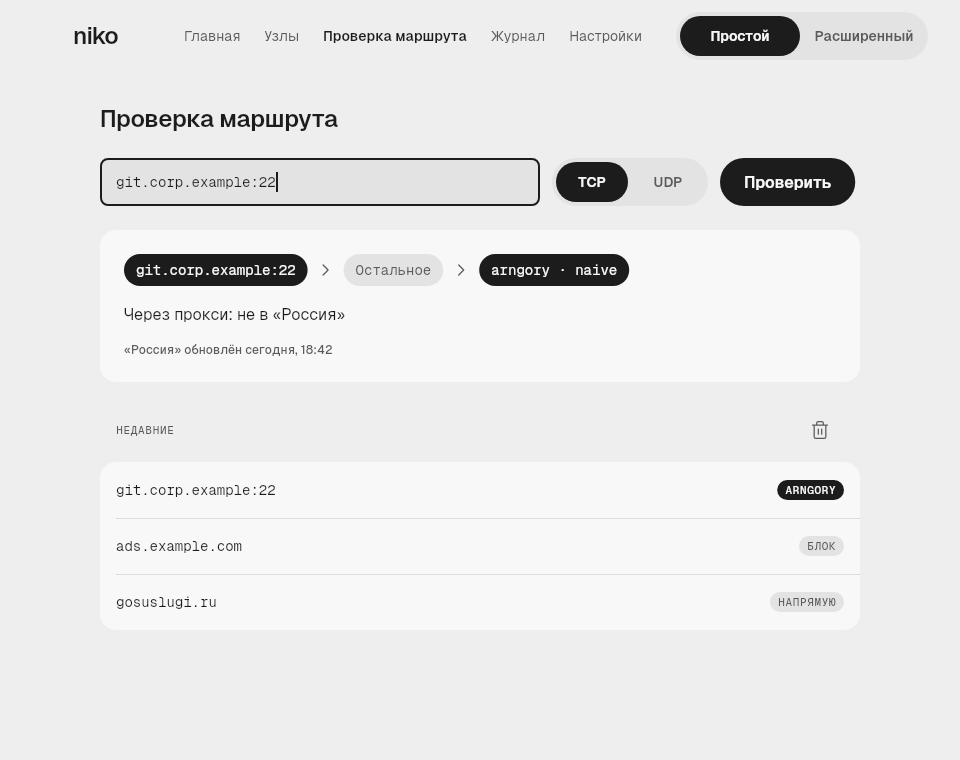 niko Главная Узлы Проверка маршрута Журнал Настройки Простой Расширенный
Проверка маршрута
git.corp.example:22 TCP UDP Проверить
git.corp.example:22 > Остальное > arngory · naive
Через прокси: не в «Россия»
«Россия» обновлён сегодня, 18:42
НЕДАВНИЕ
git.corp.example:22 ARNGORY
ads.example.com БЛОК
gosuslugi.ru НАПРЯМУЮ